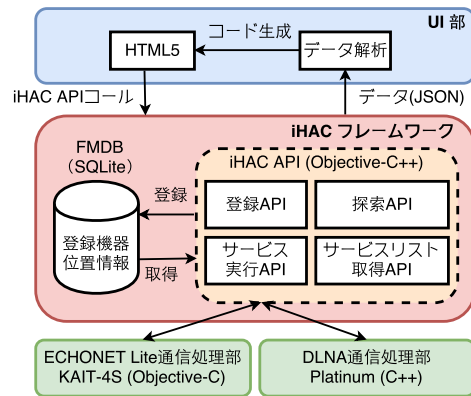 UI 部
HTML5
コード生成
データ解析
iHAC APIコール
データ(JSON)
iHAC フレームワーク
FMDB
(SQLite)
iHAC API (Objective-C++)
登録
登録API
探索API
登録機器
位置情報
取得
サービス
実行API
サービスリスト
取得API
ECHONET Lite通信処理部
KAIT-4S (Objective-C)
DLNA通信処理部
Platinum (C++)